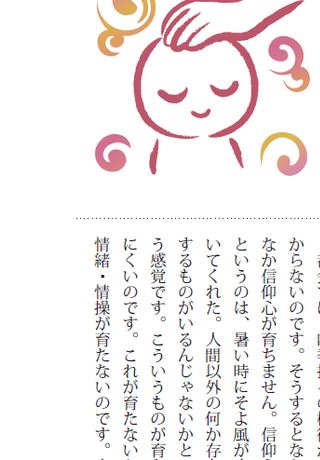 からないのです。そうするとな
なか信仰心が育ちません。信仰
というのは、暑い時にそよ風が
いてくれた。人間以外の何か存
するものがいるんじゃないかと
う感覚です。こういうものが育
にくいのです。これが育たない
情緒・情操が育たないのです。